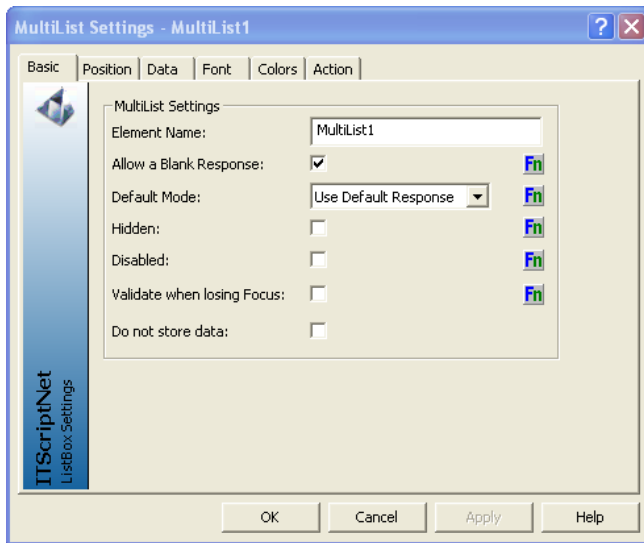 MultiList Settings - MultiList1
Basic Position Data Font Colors Action
MultiList Settings
Element Name: MultiList1
Allow a Blank Response: Fn
Default Mode: Use Default Response Fn
Hidden: Fn
Disabled: Fn
Validate when losing Focus: Fn
Do not store data:
ITScriptNet
ListBox Settings
OK Cancel Apply Help